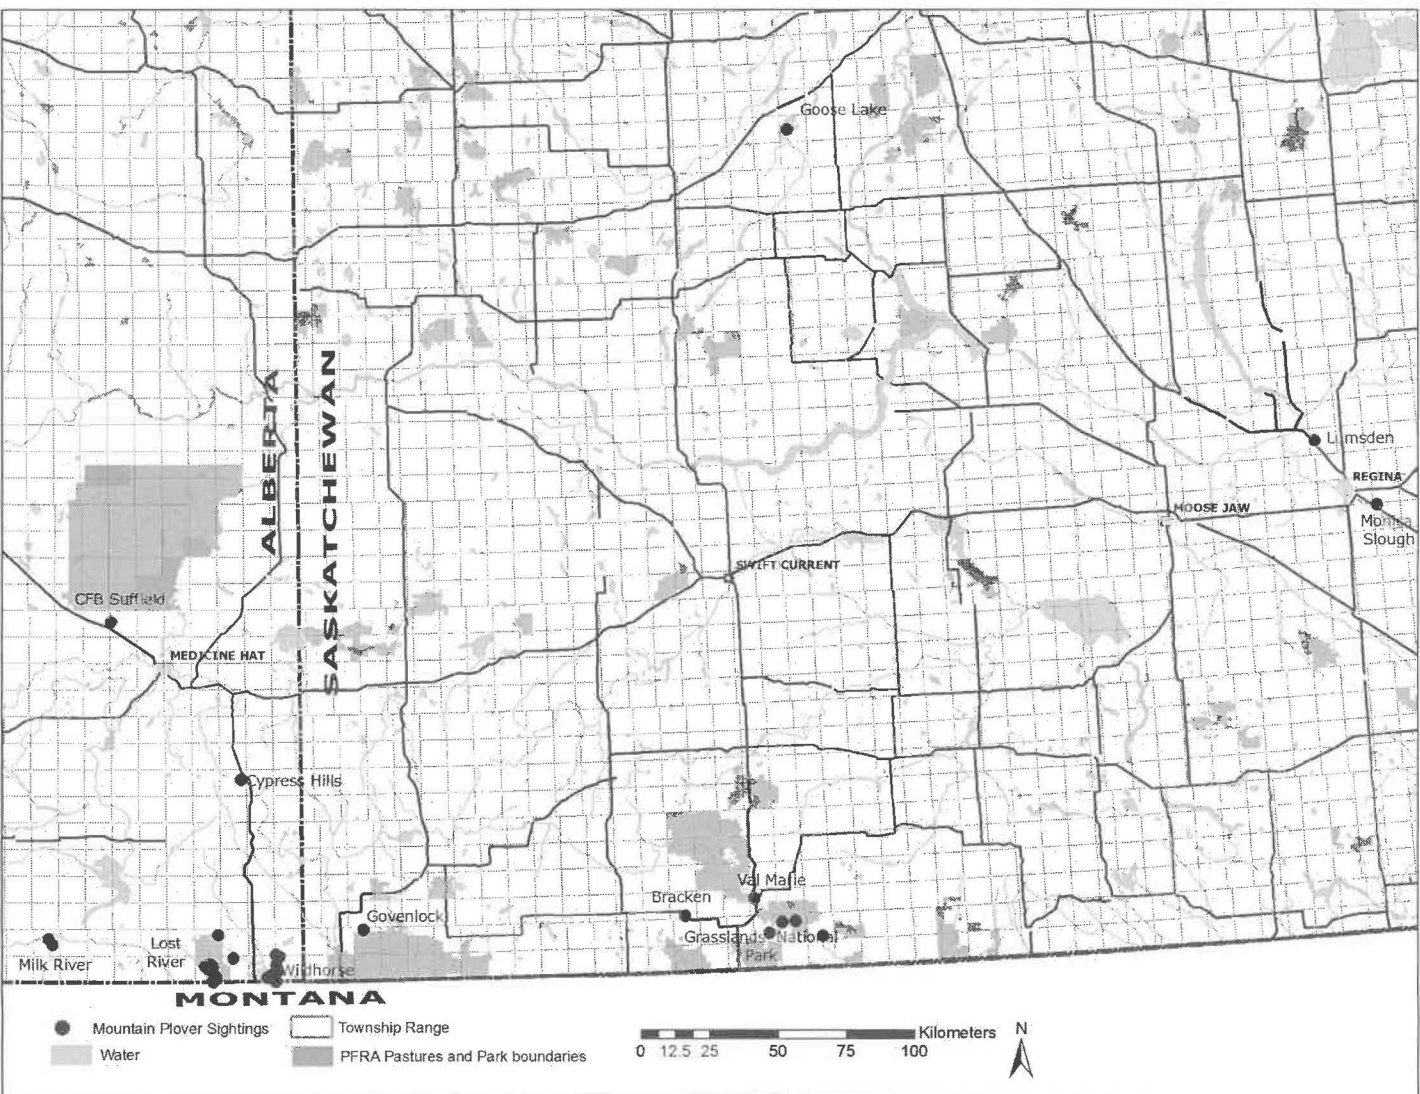 Goose Lake
ALBERTA
SASKATCHEWAN
Lumsden
REGINA
MOOSE JAW
Monica
Slough
SWIFT CURRENT
CFB Suffield
MEDICINE HAT
Cypress Hills
Val Marie
Bracken
Govenlock
Grasslands National
Park
Lost
River
Milk River
Wildhorse
MONTANA
Mountain Plover Sightings
Township Range
Water
PFRA Pastures and Park boundaries
Kilometers
0 12.5 25 50 75 100
N